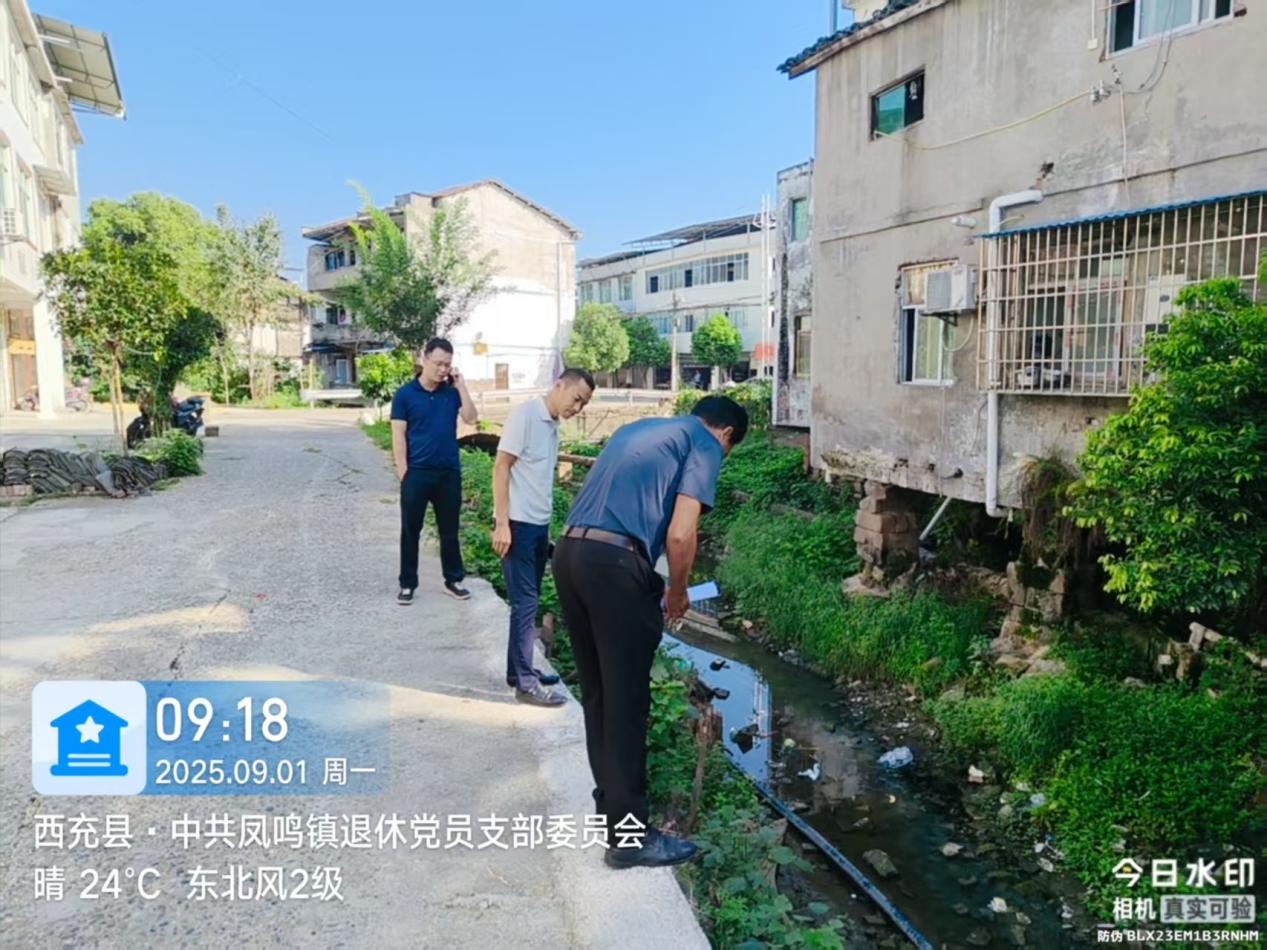 09:18
2025.09.01 周一
西充县·中共凤鸣镇退休党员支部委员会
晴 24°C 东北风2级
今日水印
相机 真实可验
防伪 BLX23EM1B3RNHM